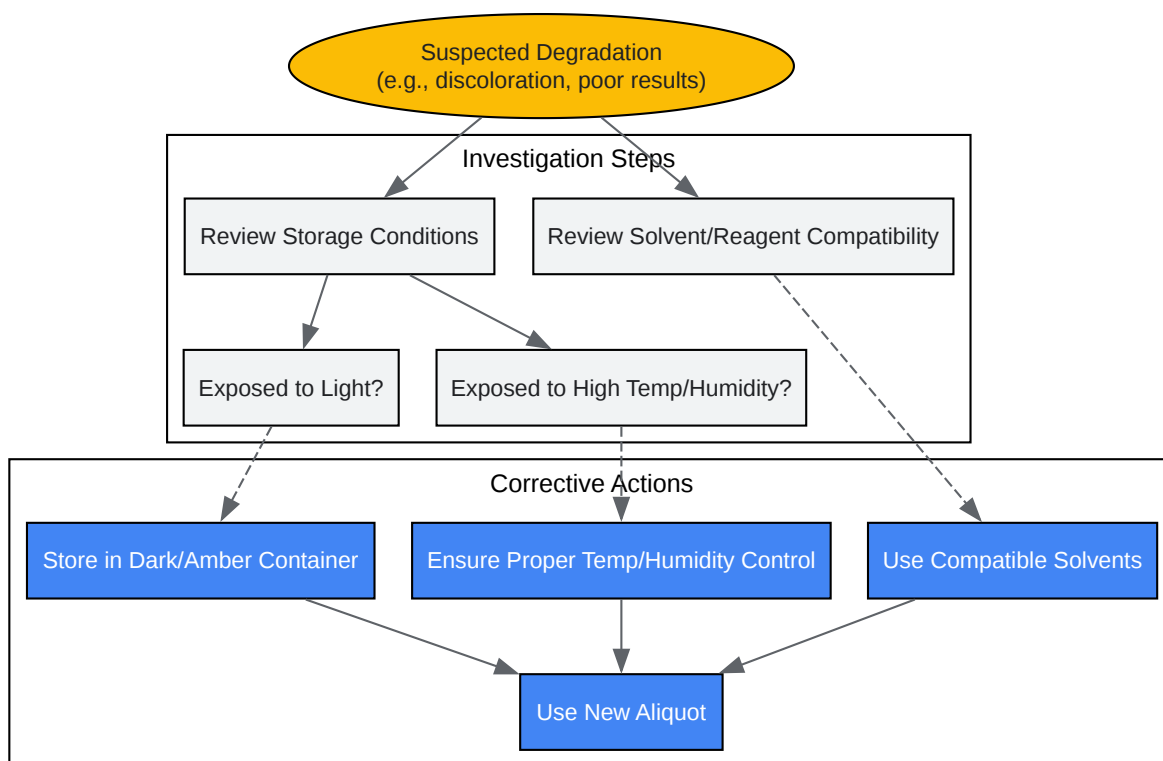 Suspected Degradation
(e.g., discoloration, poor results)
Investigation Steps
Review Storage Conditions
Review Solvent/Reagent Compatibility
Exposed to Light?
Exposed to High Temp/Humidity?
Corrective Actions
Store in Dark/Amber Container
Ensure Proper Temp/Humidity Control
Use Compatible Solvents
Use New Aliquot